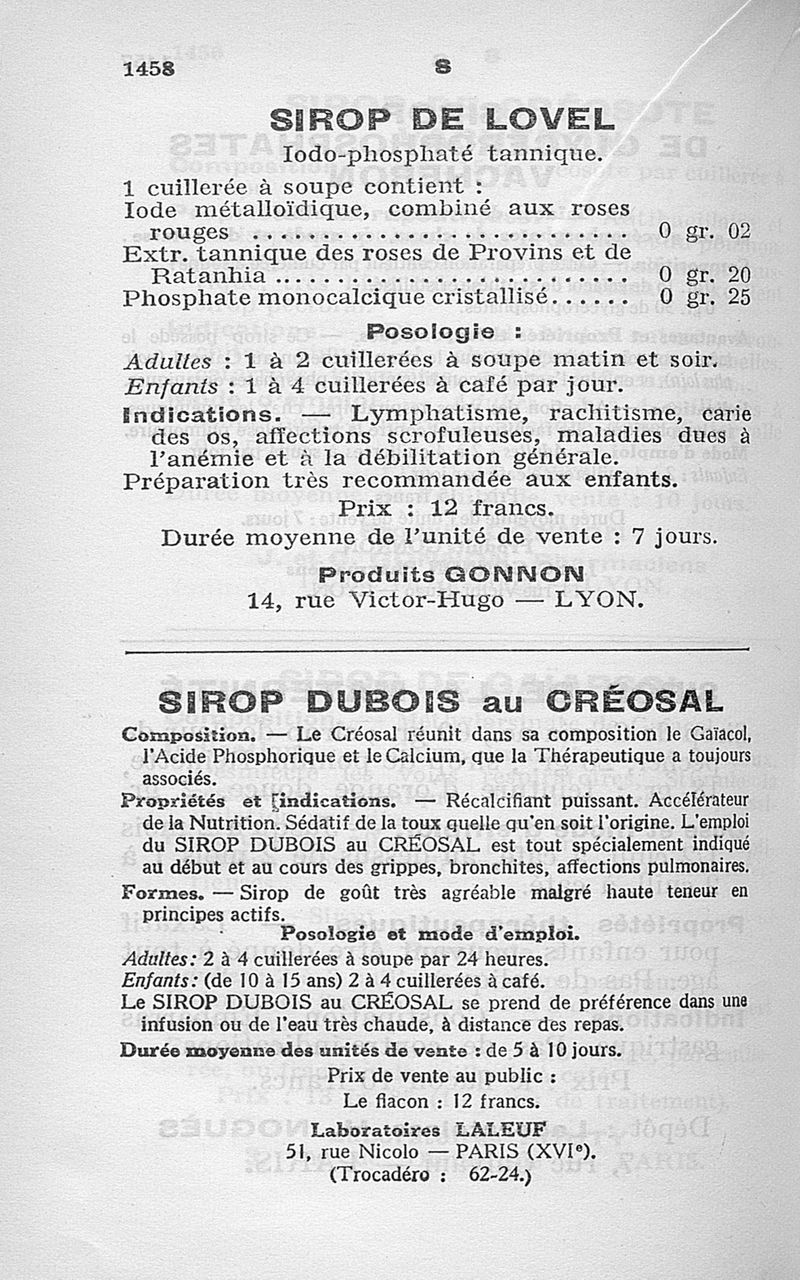 1458
S
SIROP DE LOVEL
Iodo-phosphaté tannique.
1 cuillerée à soupe contient :
Iode métalloïdique, combiné aux roses
rouges ........................... 0 gr. 02
Extr. tannique des roses de Provins et de
Ratanhia ......................... 0 gr. 20
Phosphate monocalcique cristallisé...... 0 gr. 25
Posologie :
Adultes : 1 à 2 cuillerées à soupe matin et soir.
Enfants : 1 à 4 cuillerées à café par jour.
Indications. — Lymphatisme, rachitisme, carie
des os, affections scrofuleuses, maladies dues à
l'anémie et à la débilitation générale.
Préparation très recommandée aux enfants.
Prix : 12 francs.
Durée moyenne de l'unité de vente : 7 jours.
Produits GONNON
14, rue Victor-Hugo — LYON.
SIROP DUBOIS au CRÉOSAL
Composition. — Le Créosal réunit dans sa composition le Gaïacol,
l'Acide Phosphorique et le Calcium, que la Thérapeutique a toujours
associés.
Propriétés et indications. — Récalcifiant puissant. Accélérateur
de la Nutrition. Sédatif de la toux quelle qu'en soit l'origine. L'emploi
du SIROP DUBOIS au CRÉOSAL est tout spécialement indiqué
au début et au cours des grippes, bronchites, affections pulmonaires.
Formes. — Sirop de goût très agréable malgré haute teneur en
principes actifs.
Posologie et mode d'emploi.
Adultes: 2 à 4 cuillerées à soupe par 24 heures.
Enfants: (de 10 à 15 ans) 2 à 4 cuillerées à café.
Le SIROP DUBOIS au CRÉOSAL se prend de préférence dans une
infusion ou de l'eau très chaude, à distance des repas.
Durée moyenne des unités de vente : de 5 à 10 jours.
Prix de vente au public :
Le flacon : 12 francs.
Laboratoires LALEUF
51, rue Nicolo — PARIS (XVIe).
(Trocadéro : 62-24.)